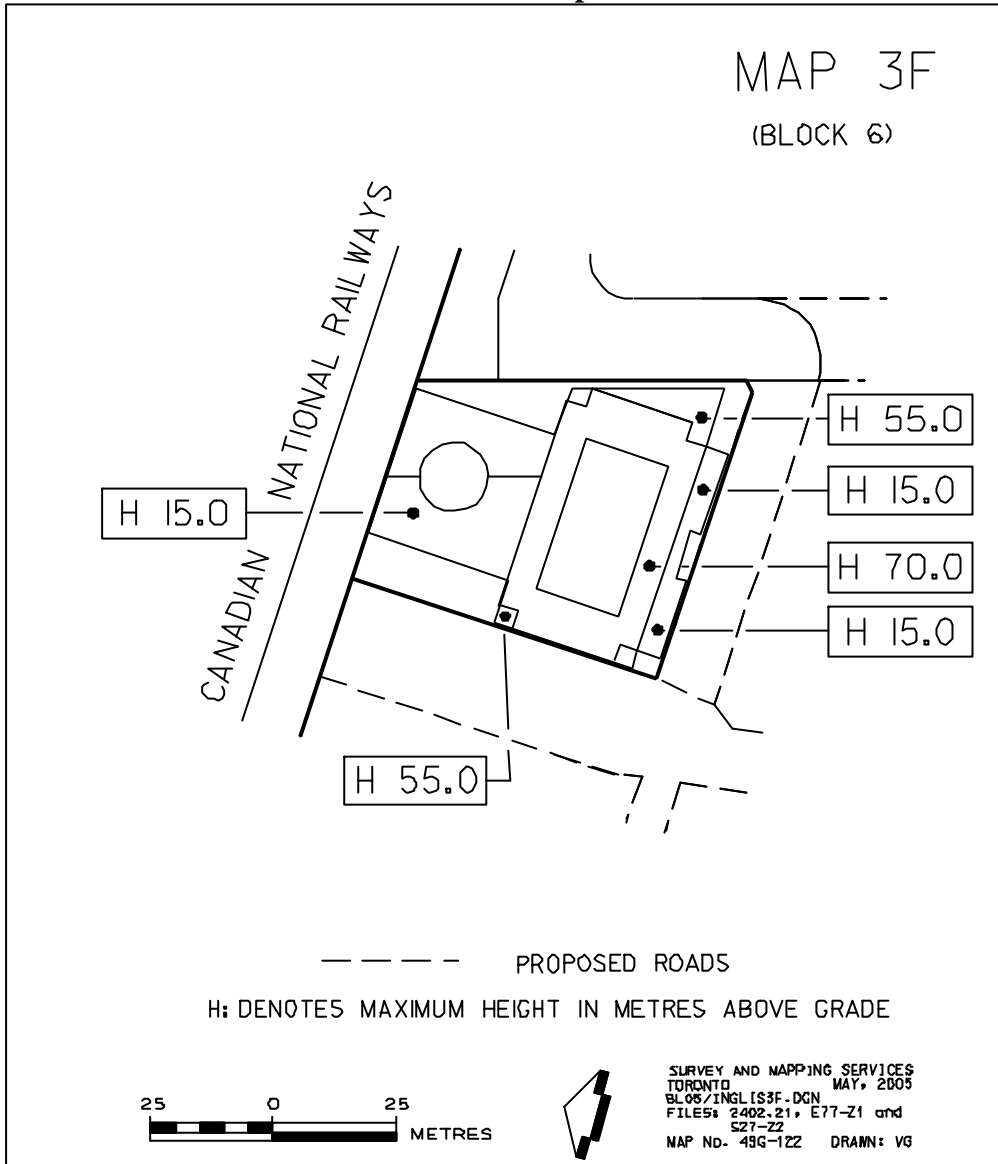 MAP 3F
(BLOCK 6)
CANADIAN NATIONAL RAILWAYS
H 55.0
H 15.0
H 15.0
H 70.0
H 15.0
H 55.0
PROPOSED ROADS
H: DENOTES MAXIMUM HEIGHT IN METRES ABOVE GRADE
25 0 25
METRES
SURVEY AND MAPPING SERVICES
TORONTO MAY, 2005
BL05/INGLIS3F.DGN
FILES: 2402.21, E77-Z1 and
S27-Z2
MAP NO. 49G-122 DRAWN: VG